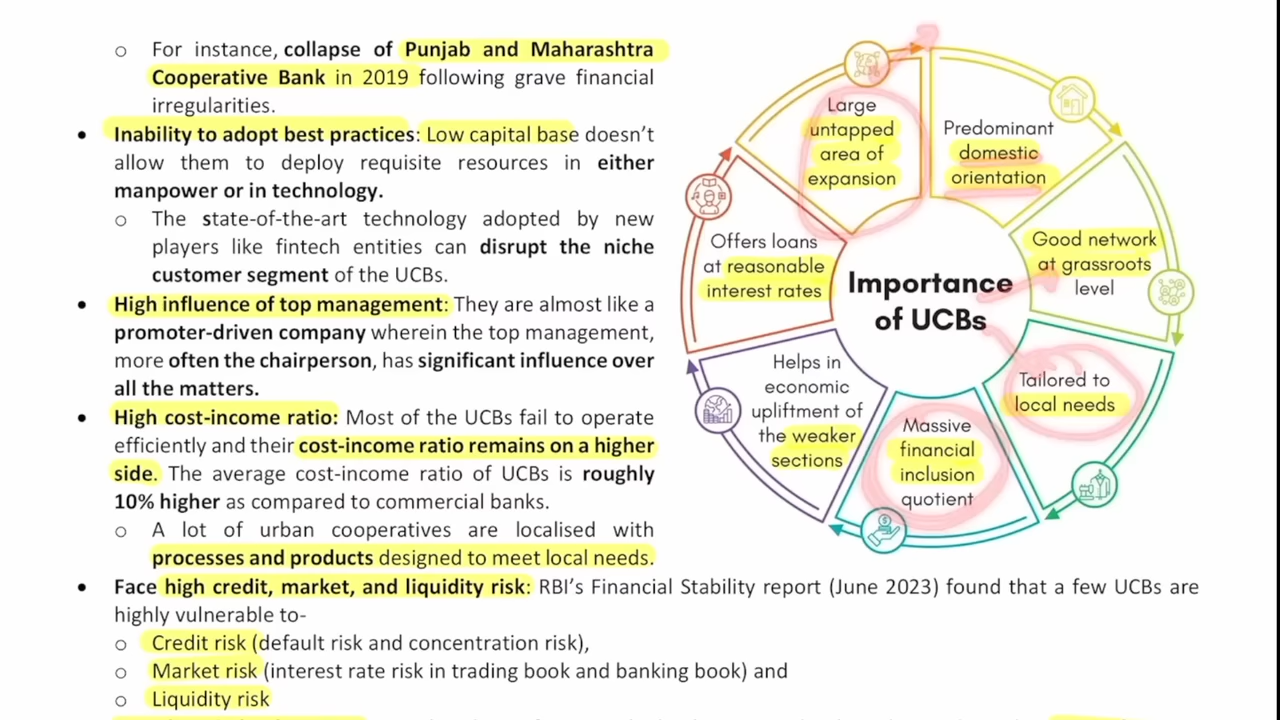 o For instance, collapse of Punjab and Maharashtra
Cooperative Bank in 2019 following grave financial
irregularities.
• Inability to adopt best practices: Low capital base doesn't
allow them to deploy requisite resources in either
manpower or in technology.
o The state-of-the-art technology adopted by new
players like fintech entities can disrupt the niche
customer segment of the UCBs.
• High influence of top management: They are almost like a
promoter-driven company wherein the top management,
more often the chairperson, has significant influence over
all the matters.
• High cost-income ratio: Most of the UCBs fail to operate
efficiently and their cost-income ratio remains on a higher
side. The average cost-income ratio of UCBs is roughly
10% higher as compared to commercial banks.
o A lot of urban cooperatives are localised with
processes and products designed to meet local needs.
• Face high credit, market, and liquidity risk: RBI's Financial Stability report (June 2023) found that a few UCBs are
highly vulnerable to-
o Credit risk (default risk and concentration risk),
o Market risk (interest rate risk in trading book and banking book) and
o Liquidity risk
Importance
of UCBs
Large
untapped
area of
expansion
Predominant
domestic
orientation
Good network
at grassroots
level
Tailored to
local needs
Massive
financial
inclusion
quotient
Helps in
economic
upliftment of
the weaker
sections
Offers loans
at reasonable
interest rates